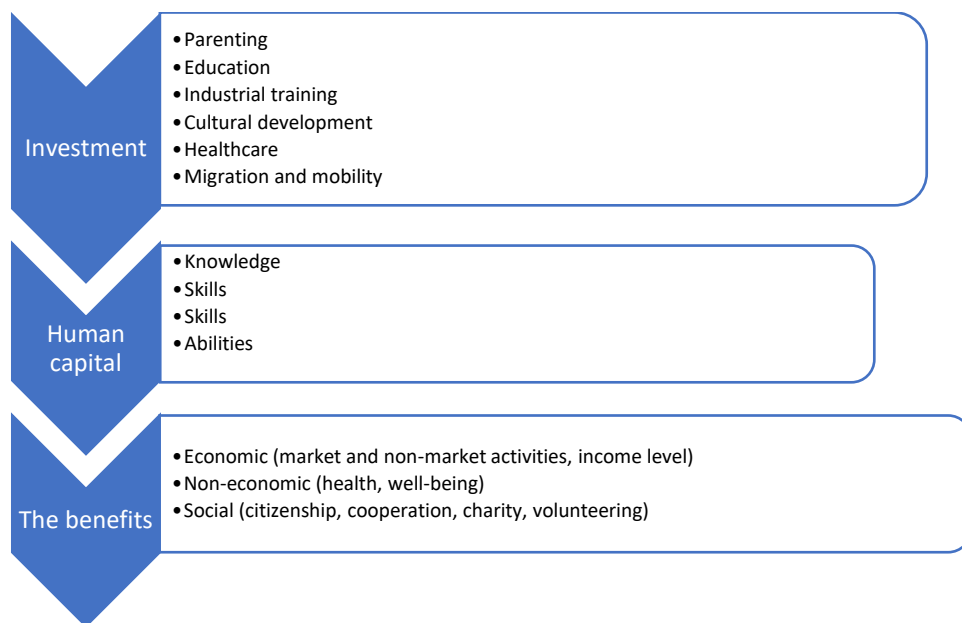 Investment
•Parenting
•Education
•Industrial training
•Cultural development
•Healthcare
•Migration and mobility
Human
capital
•Knowledge
•Skills
•Skills
•Abilities
The benefits
•Economic (market and non-market activities, income level)
•Non-economic (health, well-being)
•Social (citizenship, cooperation, charity, volunteering)